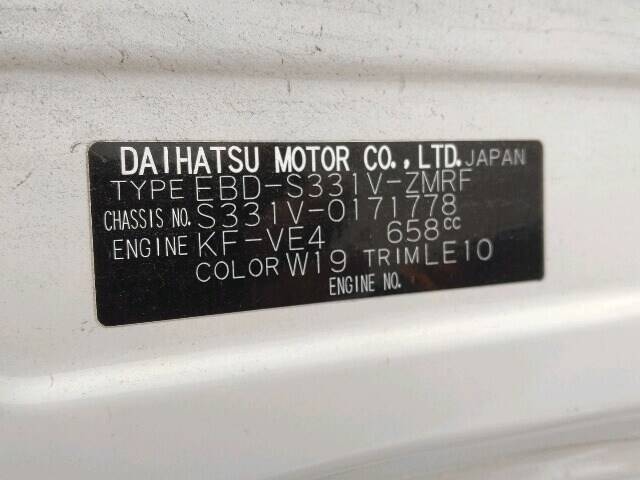 DAIHATSU MOTOR CO.,LTD. JAPAN
TYPE EBD-S331V-ZMRF
CHASSIS NO. S331V-0171778
ENGINE KF-VE4 658cc
COLOR W19 TRIM LE10
ENGINE NO.